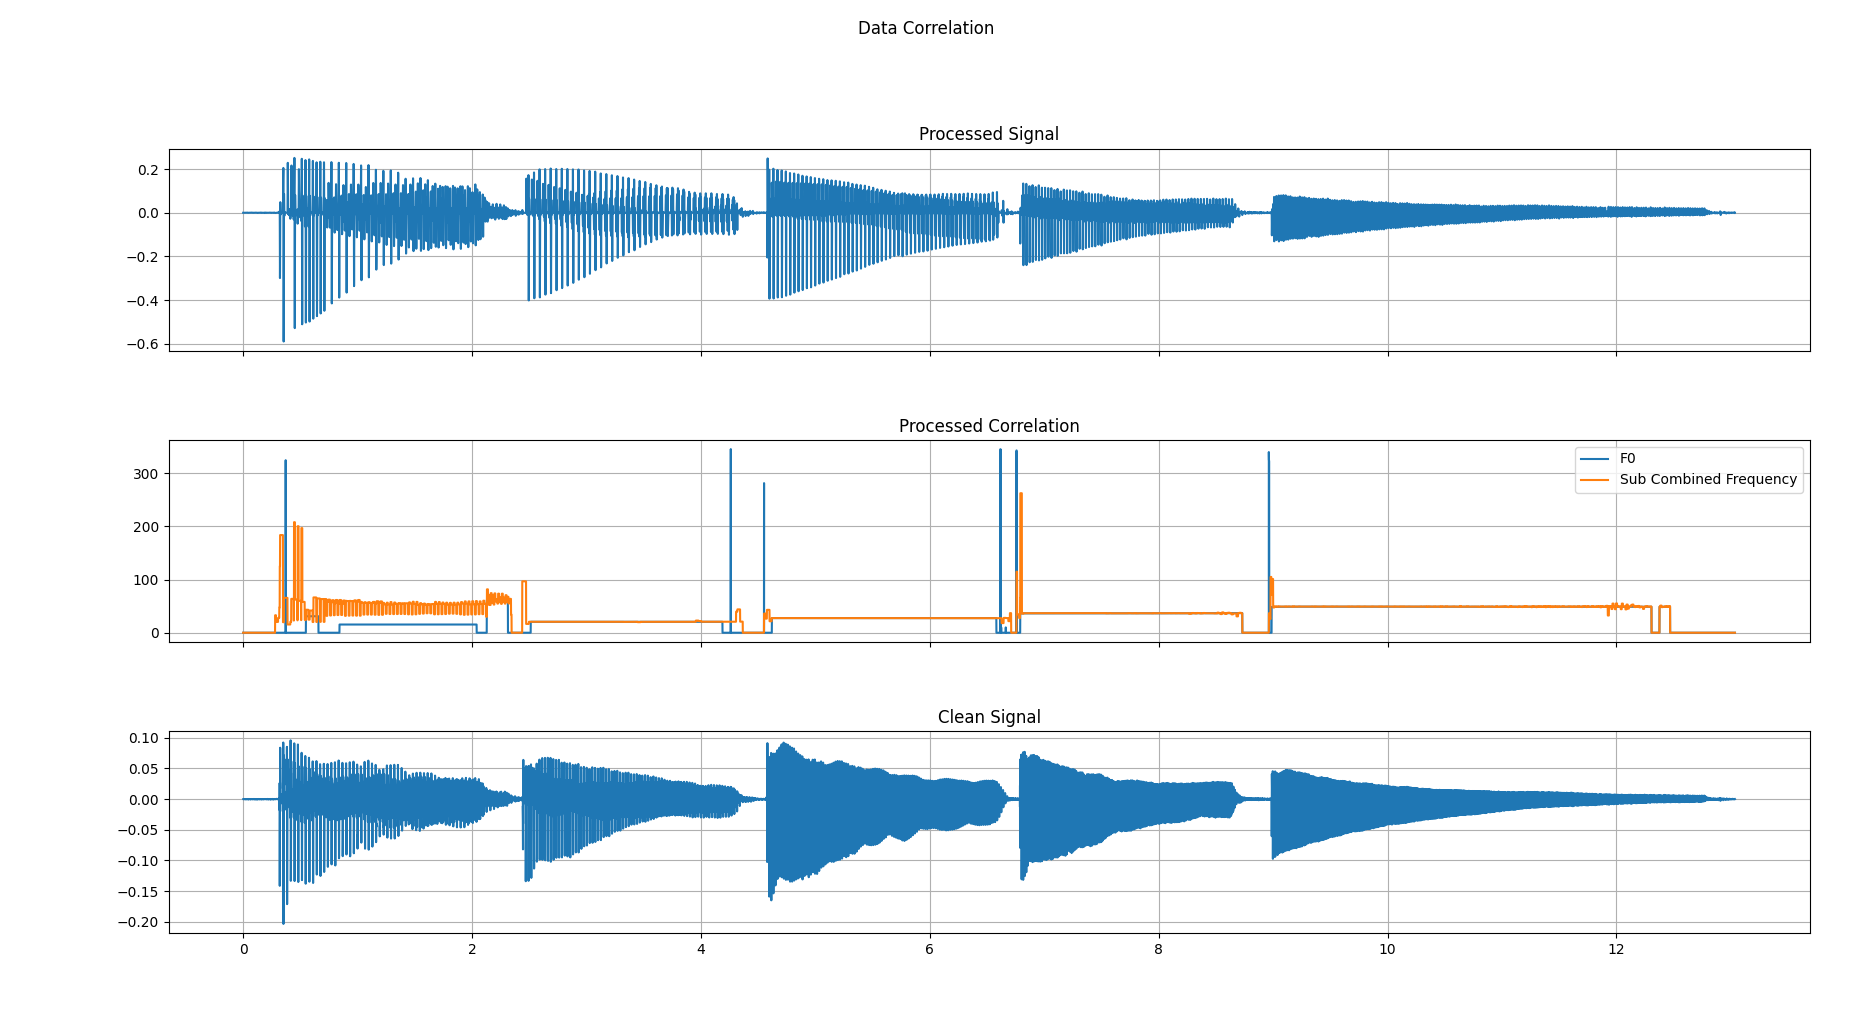 Data Correlation
Processed Signal
0.2
0.0
−0.2
−0.4
−0.6
Processed Correlation
F0
Sub Combined Frequency
300
200
100
0
Clean Signal
0.10
0.05
0.00
−0.05
−0.10
−0.15
−0.20
0 2 4 6 8 10 12